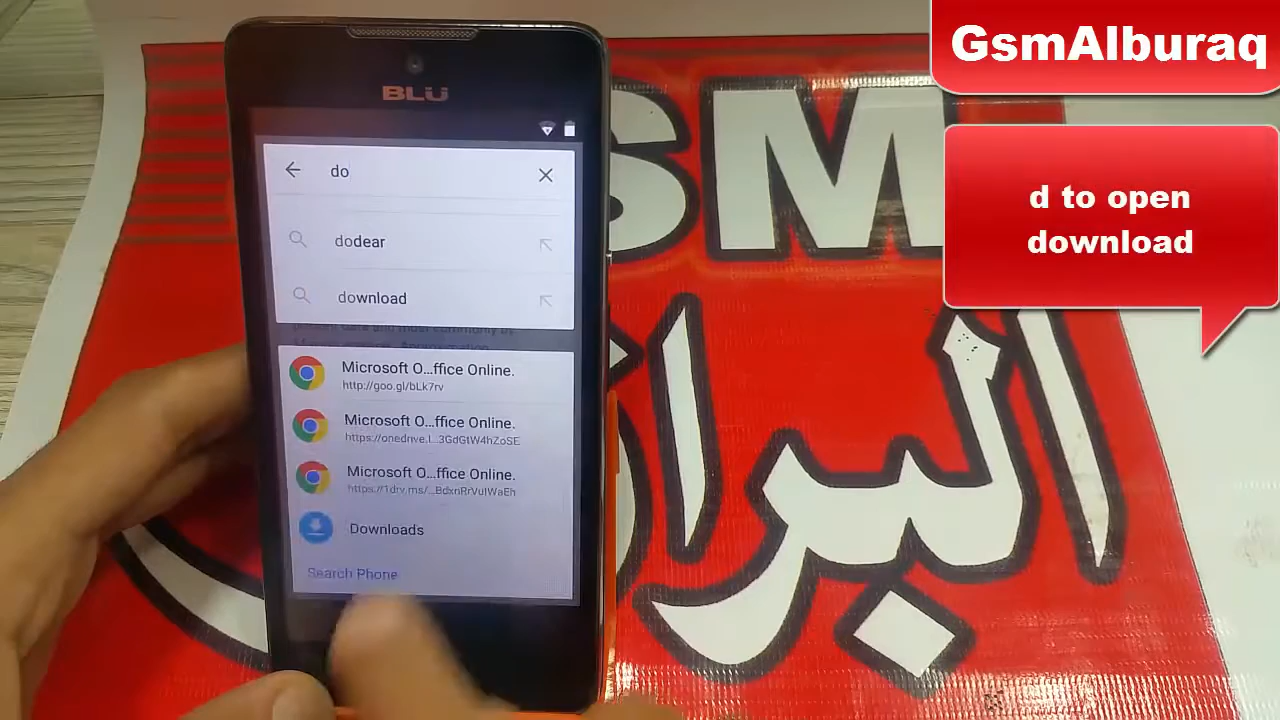 GsmAlburaq
d to open
download
BLU
do
dodear
download
Microsoft O...ffice Online.
http://goo.gl/bLk7rv
Microsoft O...ffice Online.
Microsoft O...ffice Online.
Downloads
Search Phone
SM
البراق